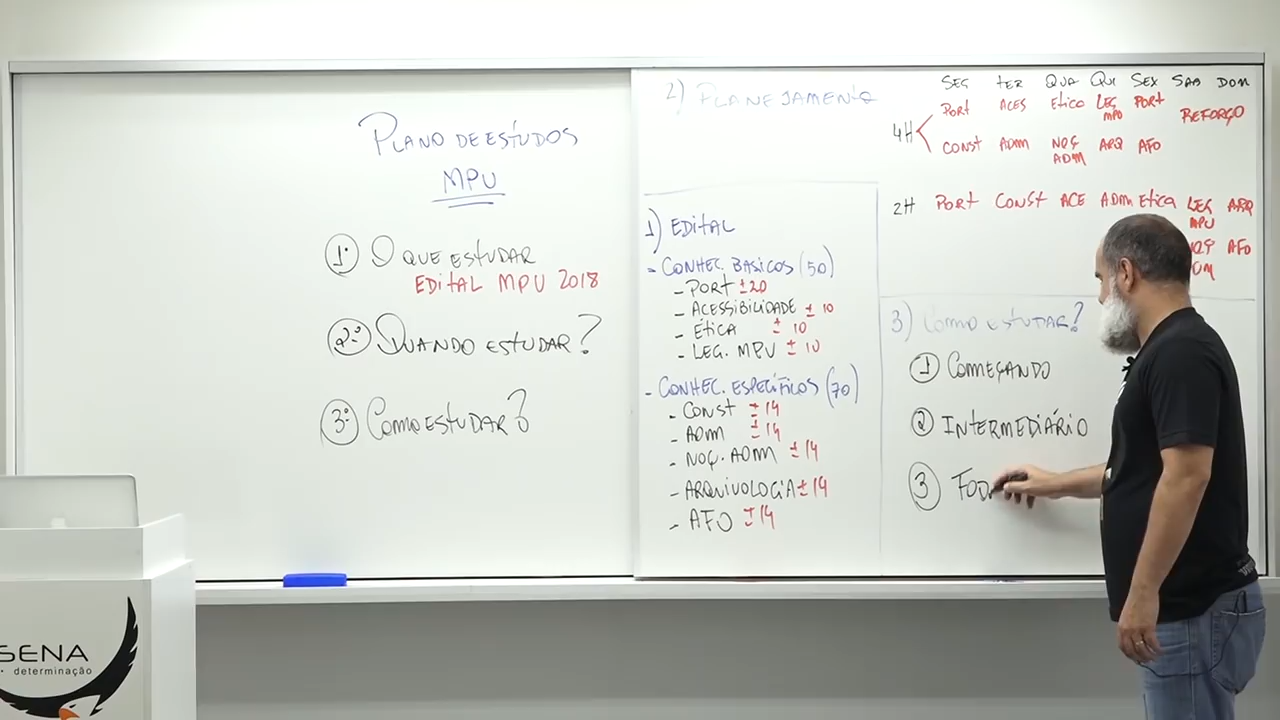 PLANO DE ESTUDOS
MPU
1º O QUE ESTUDAR
EDITAL MPU 2018
2º QUANDO ESTUDAR?
3º COMO ESTUDAR?
2) PLANEJAMENTO
1) EDITAL
- CONHEC. BÁSICOS (50)
- PORT ±20
- ACESSIBILIDADE ± 10
- ETICA ± 10
- LEG. MPU ± 10
- CONHEC. ESPECÍFICOS (70)
- CONST ±14
- ADM ±14
- NOÇ. ADM ±14
- ARQUIVOLOGIA ±14
- AFO ±14
SEG TER QUA QUI SEX SAB DOM
4H PORT ACES ETICA LEG MPU PORT REFORÇO
CONST ADM NOÇ ADM ARQ AFO
2H PORT CONST ACE ADM ETICA LEG MPU ARQ
AFO
3) COMO ESTUDAR?
1 COMEÇANDO
2 INTERMEDIÁRIO
3 FOD
SENA
determinação